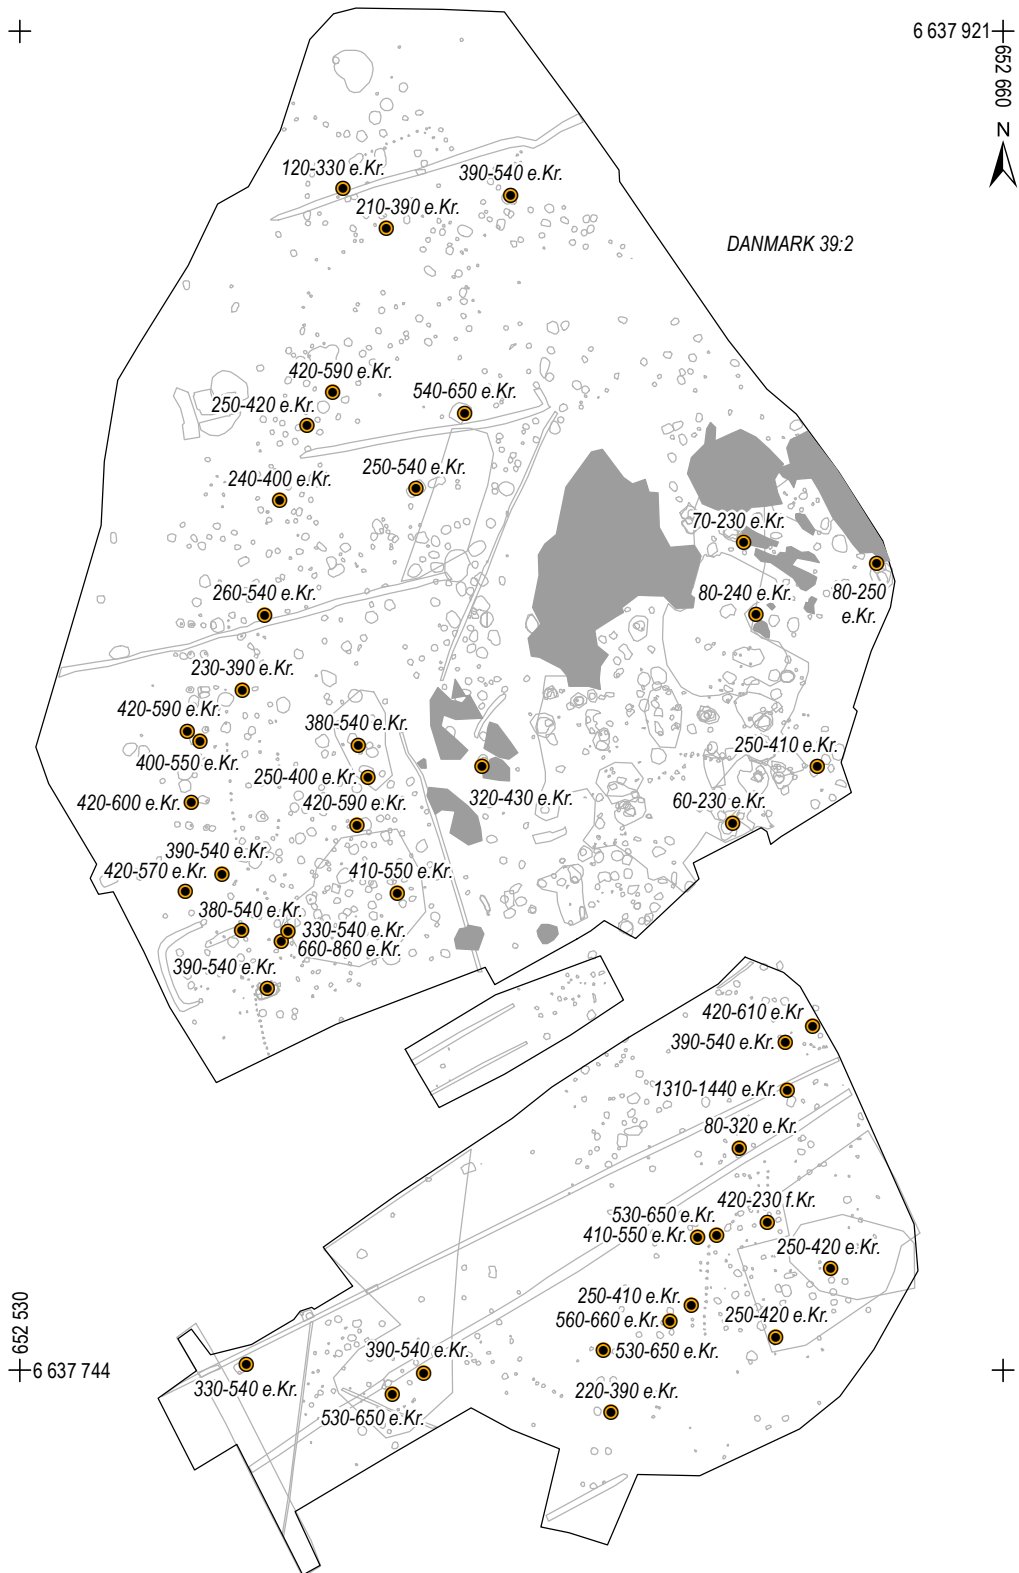 6 637 921
652 660
N
120-330 e.Kr.
390-540 e.Kr.
210-390 e.Kr.
DANMARK 39:2
420-590 e.Kr.
540-650 e.Kr.
250-420 e.Kr.
250-540 e.Kr.
240-400 e.Kr.
70-230 e.Kr.
260-540 e.Kr.
80-240 e.Kr.
80-250
e.Kr.
230-390 e.Kr.
420-590 e.Kr.
380-540 e.Kr.
400-550 e.Kr.
250-410 e.Kr.
250-400 e.Kr.
320-430 e.Kr.
420-600 e.Kr.
420-590 e.Kr.
60-230 e.Kr.
390-540 e.Kr.
420-570 e.Kr.
410-550 e.Kr.
380-540 e.Kr.
330-540 e.Kr.
660-860 e.Kr.
390-540 e.Kr.
420-610 e.Kr
390-540 e.Kr.
1310-1440 e.Kr.
80-320 e.Kr.
420-230 f.Kr.
530-650 e.Kr.
410-550 e.Kr.
250-420 e.Kr.
250-410 e.Kr.
560-660 e.Kr.
250-420 e.Kr.
652 530
530-650 e.Kr.
390-540 e.Kr.
6 637 744
330-540 e.Kr.
220-390 e.Kr.
530-650 e.Kr.